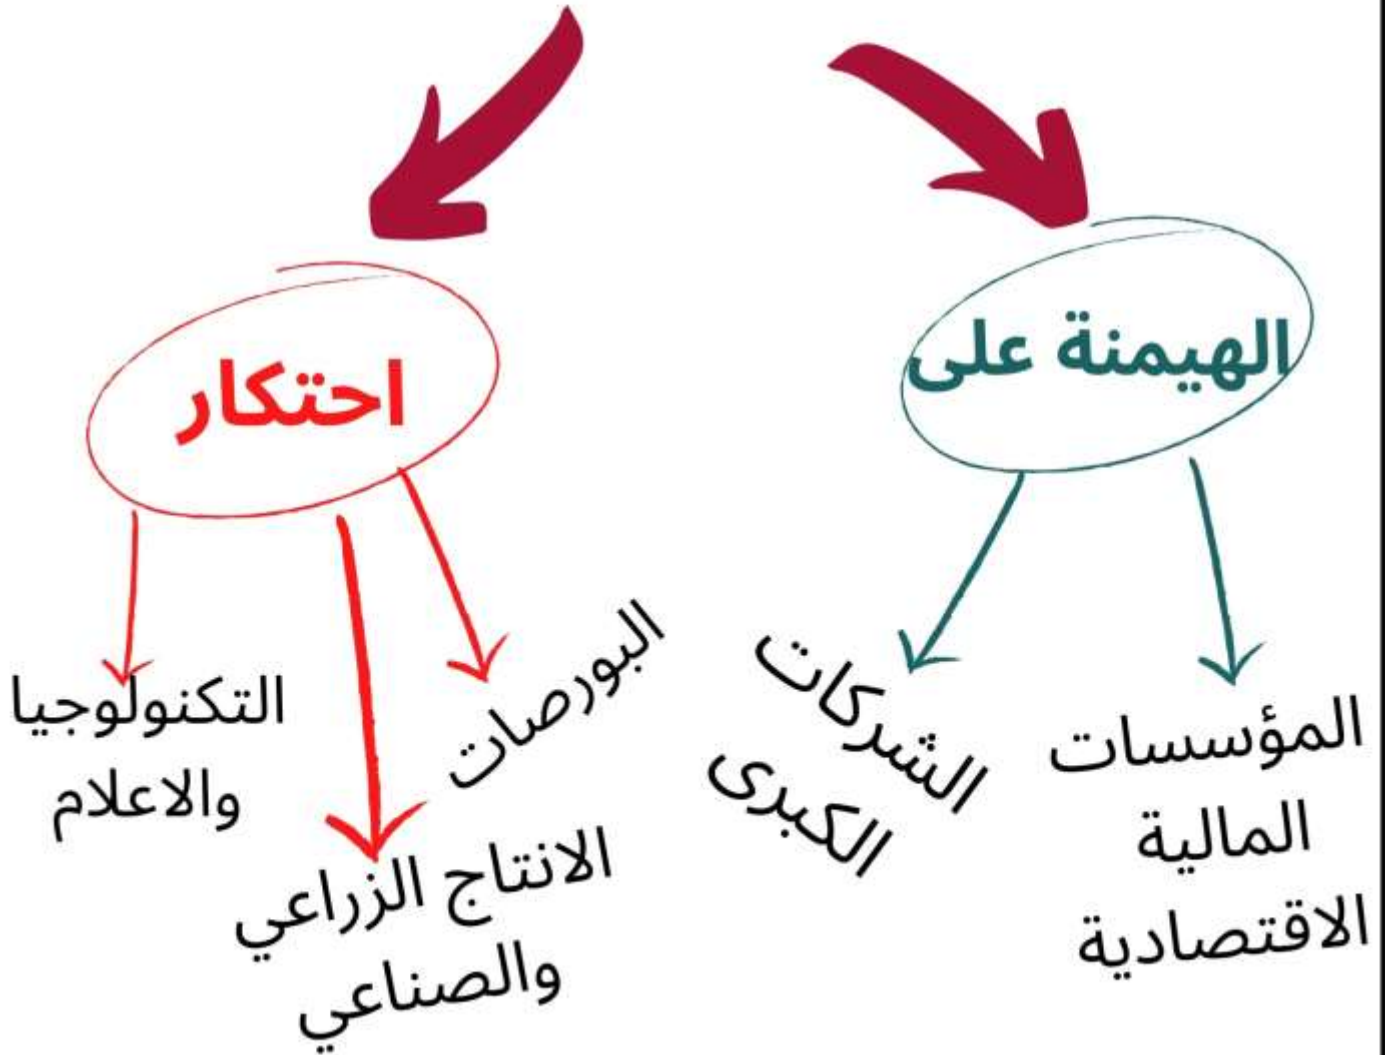 الهيمنة على
المؤسسات
المالية
الاقتصادية
الشركات
الكبرى
احتكار
البورصات
الانتاج الزراعي
والصناعي
التكنولوجيا
والاعلام